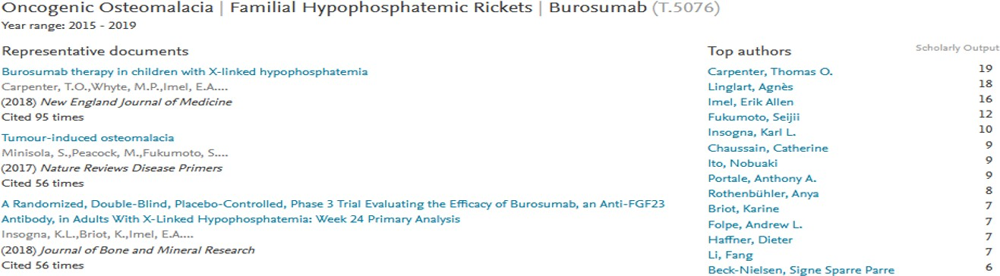 Oncogenic Osteomalacia | Familial Hypophosphatemic Rickets | Burosumab (T.5076)
Year range: 2015 - 2019
Representative documents
Burosumab therapy in children with X-linked hypophosphatemia
Carpenter, T.O.,Whyte, M.P.,Imel, E.A....
(2018) New England Journal of Medicine
Cited 95 times
Tumour-induced osteomalacia
Minisola, S.,Peacock, M.,Fukumoto, S....
(2017) Nature Reviews Disease Primers
Cited 56 times
A Randomized, Double-Blind, Placebo-Controlled, Phase 3 Trial Evaluating the Efficacy of Burosumab, an Anti-FGF23
Antibody, in Adults With X-Linked Hypophosphatemia: Week 24 Primary Analysis
Insogna, K.L.,Briot, K.,Imel, E.A....
(2018) Journal of Bone and Mineral Research
Cited 56 times
Top authors Scholarly Output
Carpenter, Thomas O. 19
Linglart, Agnès 18
Imel, Erik Allen 16
Fukumoto, Seijii 12
Insogna, Karl L. 10
Chaussain, Catherine 9
Ito, Nobuaki 9
Portale, Anthony A. 9
Rothenbühler, Anya 8
Briot, Karine 7
Folpe, Andrew L. 7
Haffner, Dieter 7
Li, Fang 7
Beck-Nielsen, Signe Sparre Parre 6